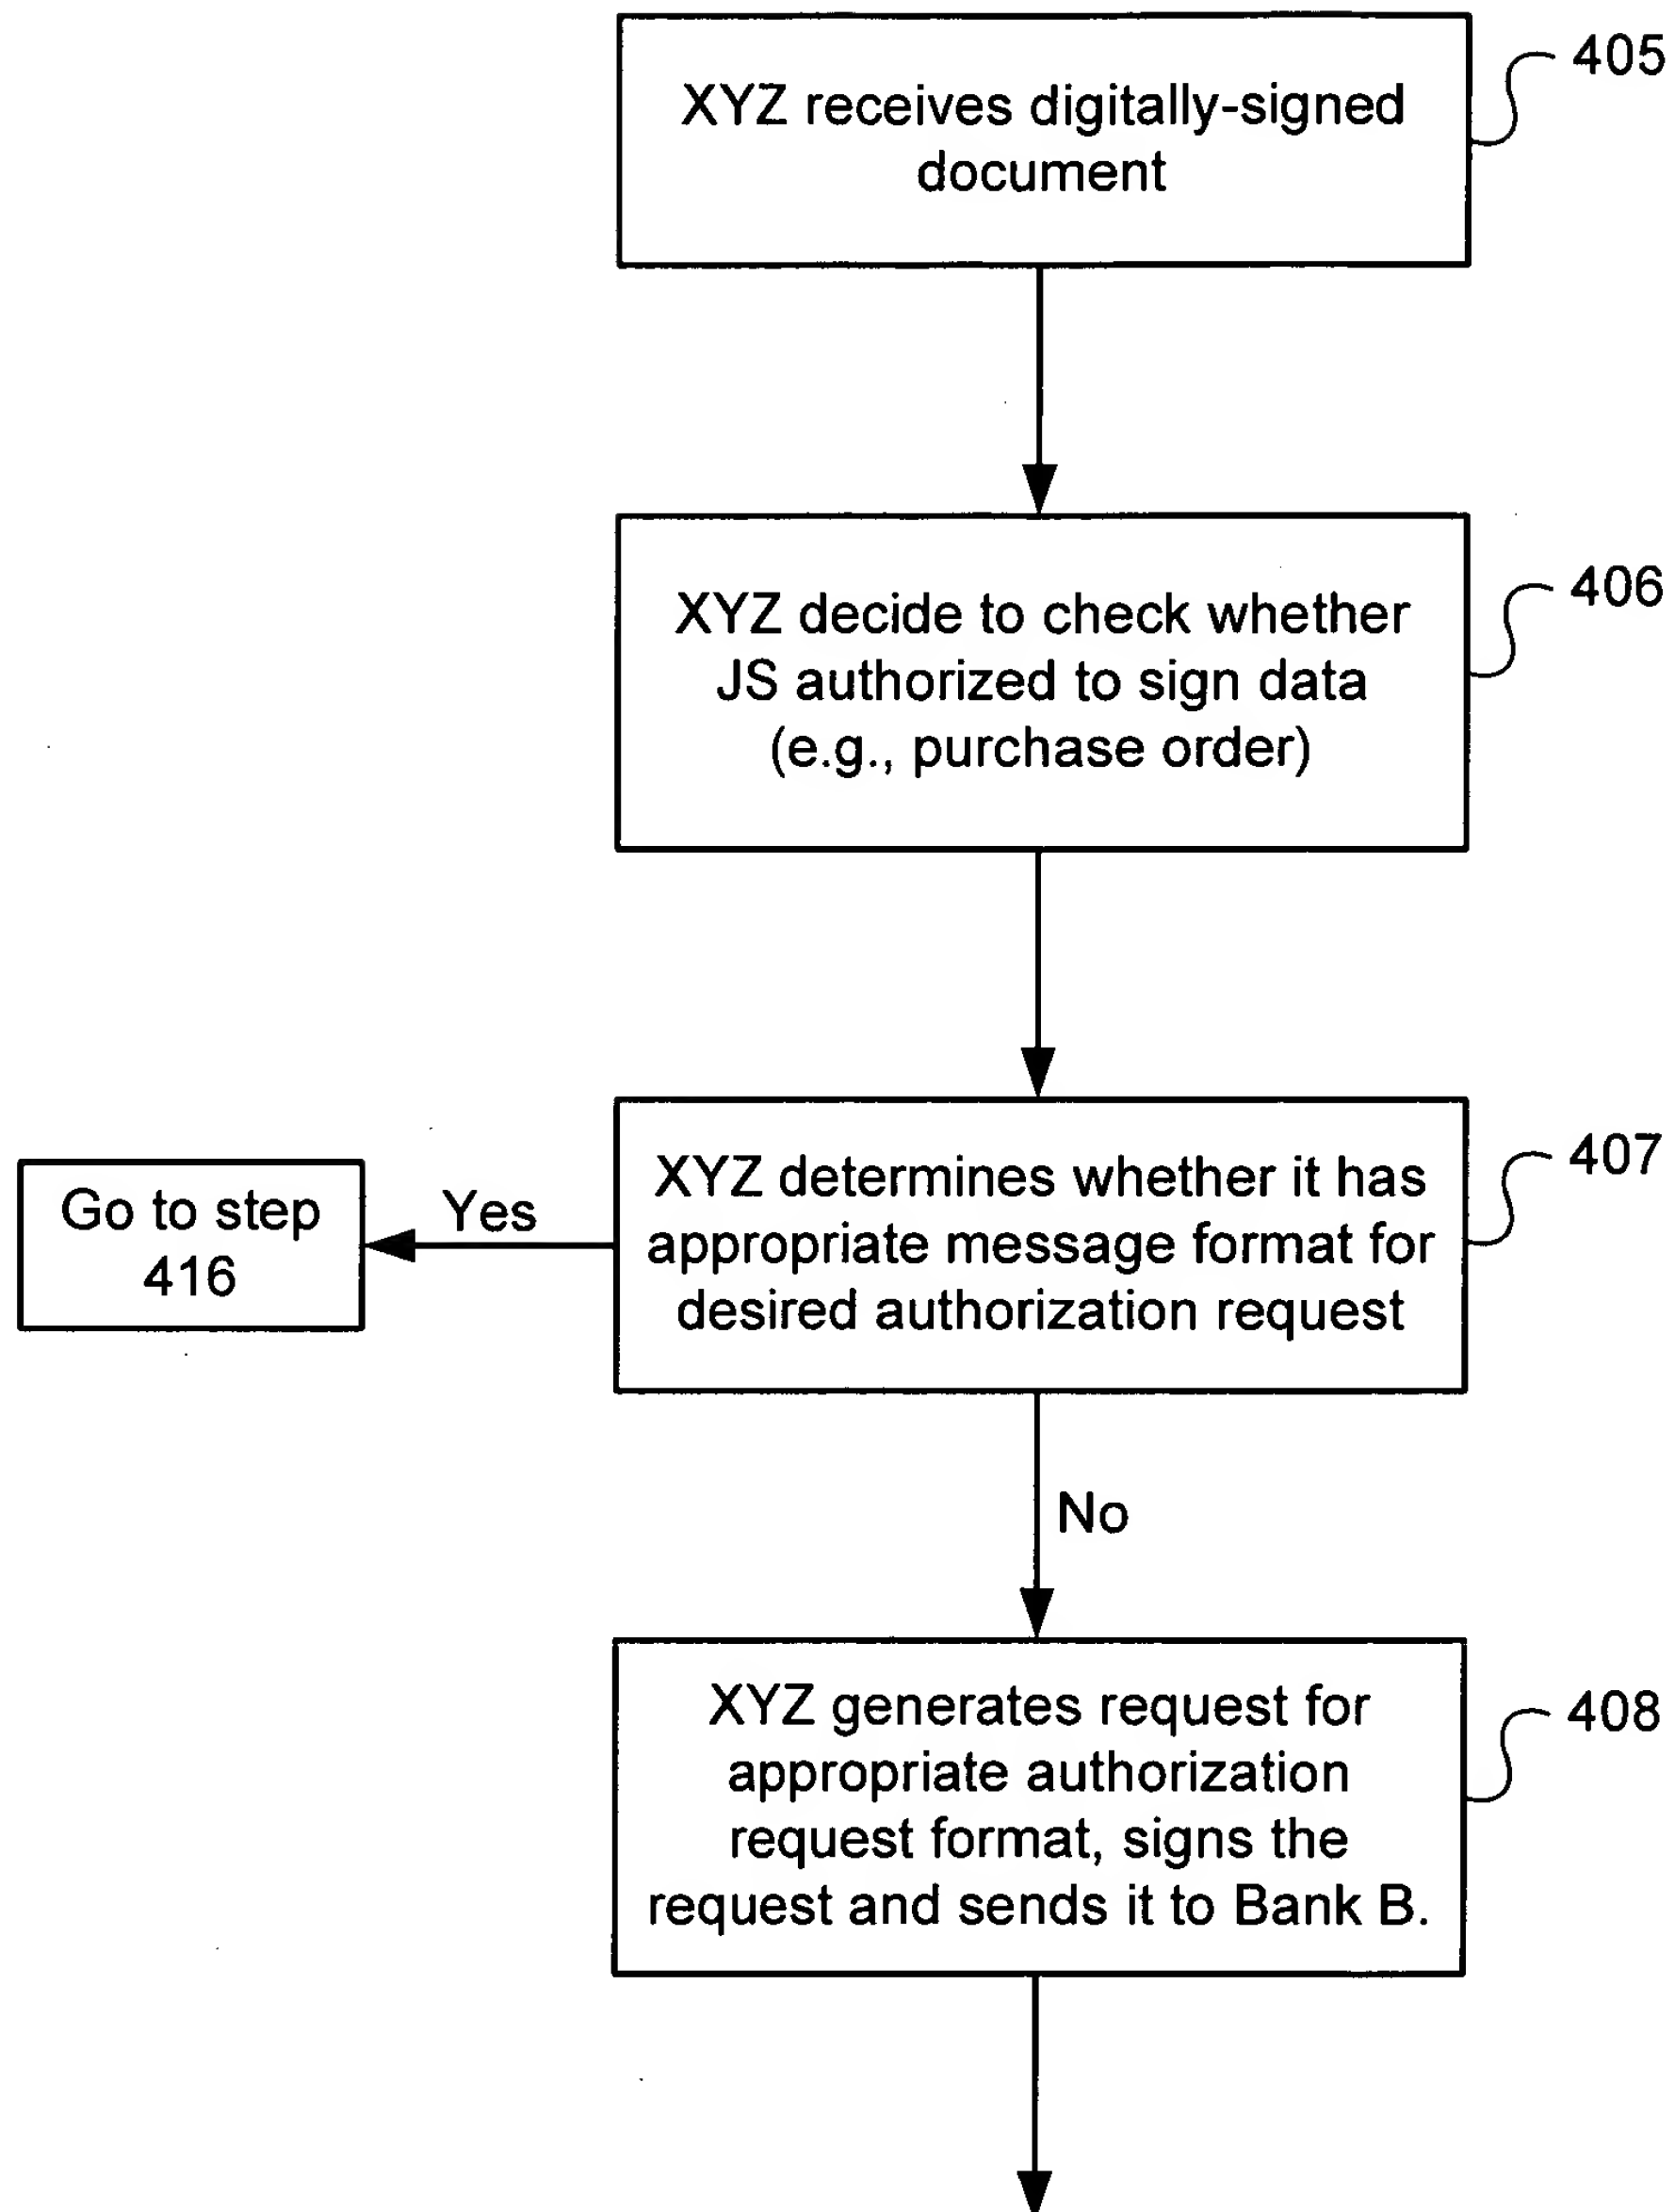 XYZ receives digitally-signed
document
405
XYZ decide to check whether
JS authorized to sign data
(e.g., purchase order)
406
XYZ determines whether it has
appropriate message format for
desired authorization request
407
Yes
Go to step
416
No
XYZ generates request for
appropriate authorization
request format, signs the
request and sends it to Bank B.
408